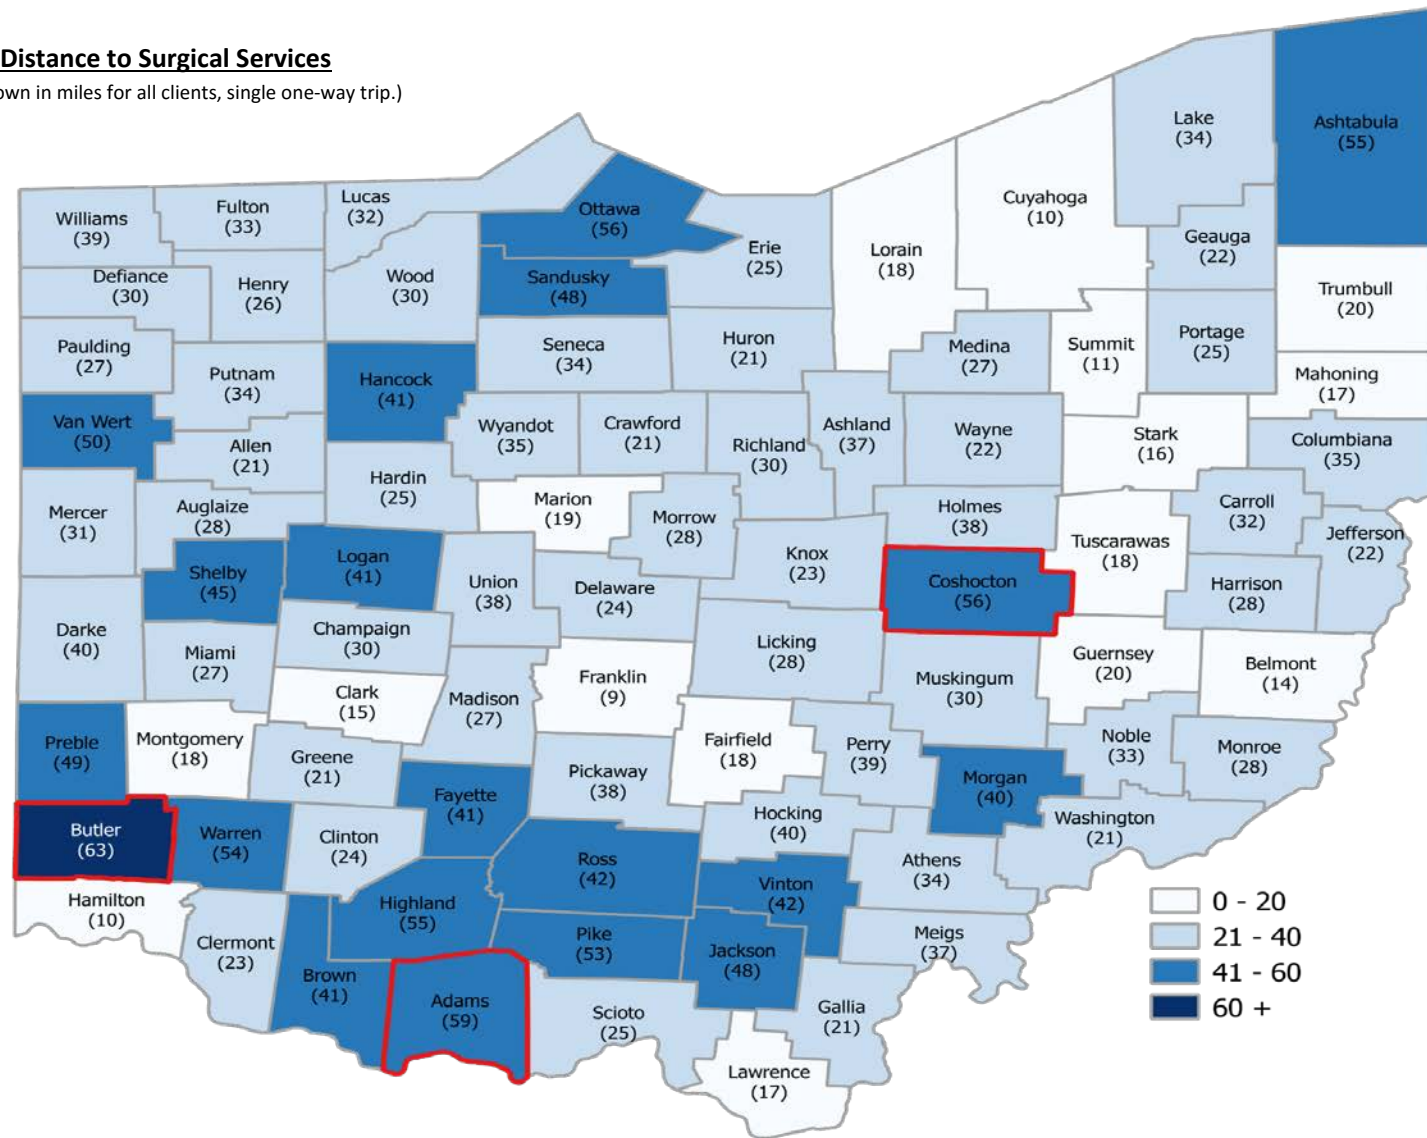 Distance to Surgical Services
own in miles for all clients, single one-way trip.)
Lake
(34)
Ashtabula
(55)
Cuyahoga
(10)
Lucas
(32)
Fulton
(33)
Williams
(39)
Ottawa
(56)
Erie
(25)
Lorain
(18)
Geauga
(22)
Defiance
(30)
Henry
(26)
Wood
(30)
Sandusky
(48)
Trumbull
(20)
Paulding
(27)
Putnam
(34)
Hancock
(41)
Seneca
(34)
Huron
(21)
Medina
(27)
Summit
(11)
Portage
(25)
Mahoning
(17)
Van Wert
(50)
Allen
(21)
Wyandot
(35)
Crawford
(21)
Richland
(30)
Ashland
(37)
Wayne
(22)
Stark
(16)
Columbiana
(35)
Mercer
(31)
Auglaize
(28)
Hardin
(25)
Marion
(19)
Morrow
(28)
Holmes
(38)
Tuscarawas
(18)
Carroll
(32)
Jefferson
(22)
Shelby
(45)
Logan
(41)
Union
(38)
Delaware
(24)
Knox
(23)
Coshocton
(56)
Harrison
(28)
Darke
(40)
Miami
(27)
Champaign
(30)
Licking
(28)
Muskingum
(30)
Guernsey
(20)
Belmont
(14)
Clark
(15)
Madison
(27)
Franklin
(9)
Preble
(49)
Montgomery
(18)
Greene
(21)
Pickaway
(38)
Fairfield
(18)
Perry
(39)
Morgan
(40)
Noble
(33)
Monroe
(28)
Butler
(63)
Warren
(54)
Clinton
(24)
Fayette
(41)
Ross
(42)
Hocking
(40)
Washington
(21)
Athens
(34)
Hamilton
(10)
Clermont
(23)
Highland
(55)
Vinton
(42)
Brown
(41)
Adams
(59)
Pike
(53)
Jackson
(48)
Meigs
(37)
Scioto
(25)
Gallia
(21)
Lawrence
(17)
0 - 20
21 - 40
41 - 60
60 +